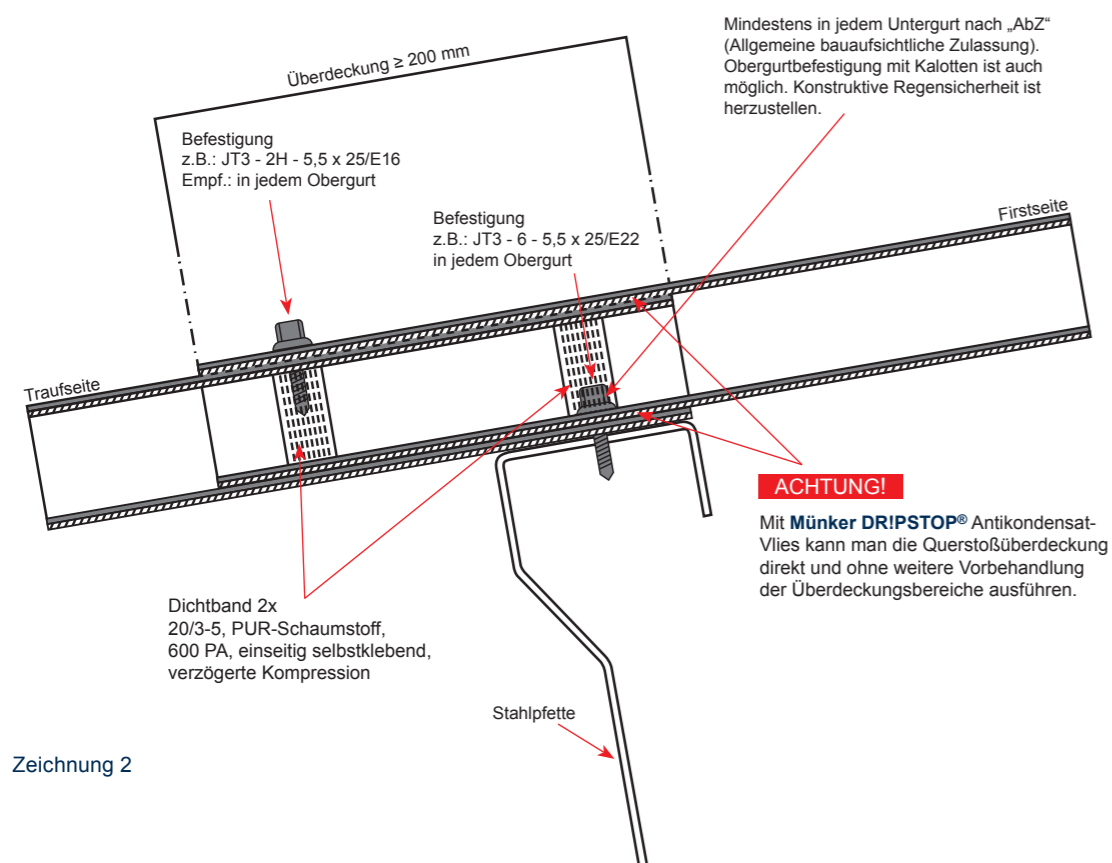 Mindestens in jedem Untergurt nach „AbZ“
(Allgemeine bauaufsichtliche Zulassung).
Obergurtbefestigung mit Kalotten ist auch
möglich. Konstruktive Regensicherheit ist
herzustellen.
Überdeckung ≥ 200 mm
Befestigung
z.B.: JT3 - 2H - 5,5 x 25/E16
Empf.: in jedem Obergurt
Befestigung
z.B.: JT3 - 6 - 5,5 x 25/E22
in jedem Obergurt
Firstseite
Traufseite
ACHTUNG!
Mit Münker DR!PSTOP® Antikondensat-
Vlies kann man die Querstoßüberdeckung
direkt und ohne weitere Vorbehandlung
der Überdeckungsbereiche ausführen.
Dichtband 2x
20/3-5, PUR-Schaumstoff,
600 PA, einseitig selbstklebend,
verzögerte Kompression
Stahlpfette
Zeichnung 2